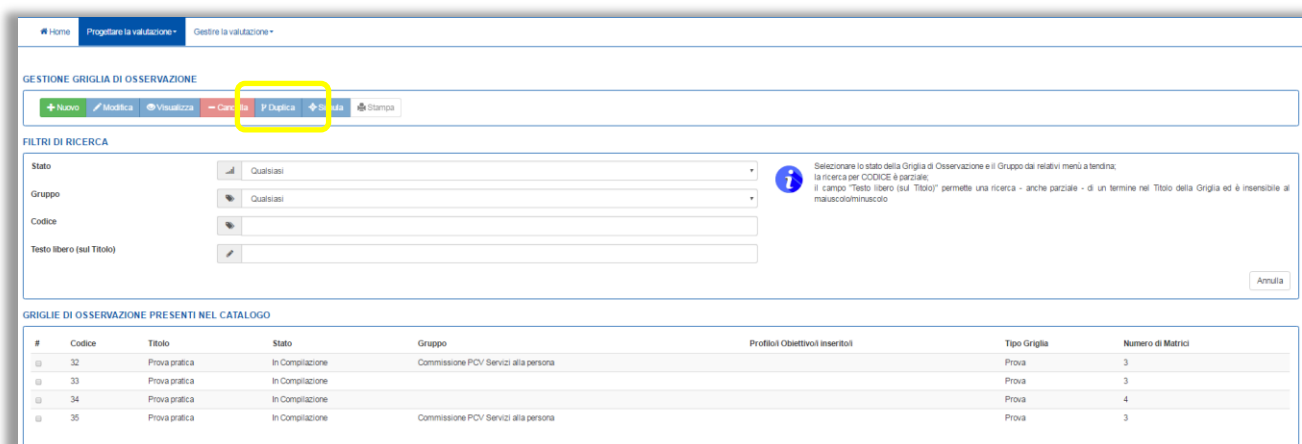 Home Progettare la valutazione Gestire la valutazione
GESTIONE GRIGLIA DI OSSERVAZIONE
Nuovo Modifica Visualizza Cancella Duplica Simula Stampa
FILTRI DI RICERCA
Stato Qualsiasi
Gruppo Qualsiasi
Codice
Testo libero (sul Titolo)
Selezionare lo stato della Griglia di Osservazione e il Gruppo dai relativi menù a tendina;
la ricerca per CODICE è parziale;
il campo "Testo libero (sul Titolo)" permette una ricerca - anche parziale - di un termine nel Titolo della Griglia ed è insensibile al
maiuscolo/minuscolo
Annulla
GRIGLIE DI OSSERVAZIONE PRESENTI NEL CATALOGO
# Codice Titolo Stato Gruppo Profilo/i Obiettivo/i inserito/i Tipo Griglia Numero di Matrici
32 Prova pratica In Compilazione Commissione PCV Servizi alla persona Prova 3
33 Prova pratica In Compilazione Prova 3
34 Prova pratica In Compilazione Prova 4
35 Prova pratica In Compilazione Commissione PCV Servizi alla persona Prova 3